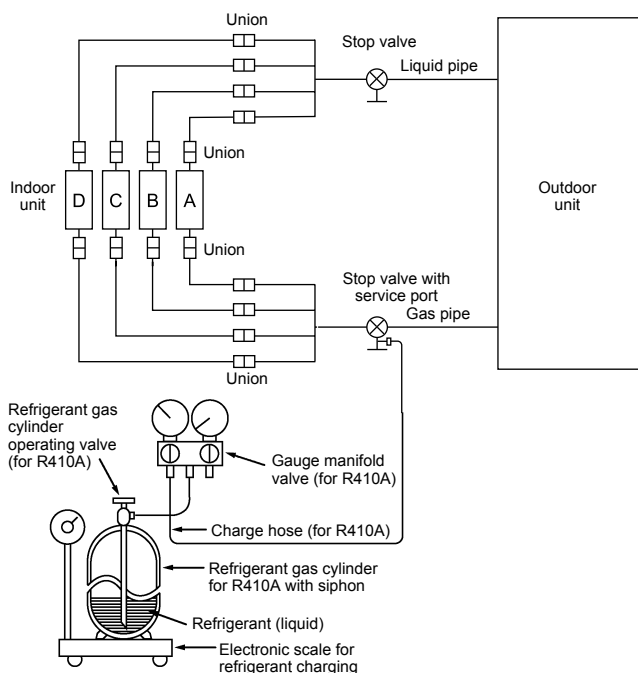 Union
Stop valve
Liquid pipe
Union
Indoor
unit
D
C
B
A
Outdoor
unit
Union
Stop valve with
service port
Gas pipe
Union
Refrigerant gas
cylinder
operating valve
(for R410A)
Gauge manifold
valve (for R410A)
Charge hose (for R410A)
Refrigerant gas cylinder
for R410A with siphon
Refrigerant (liquid)
Electronic scale for
refrigerant charging